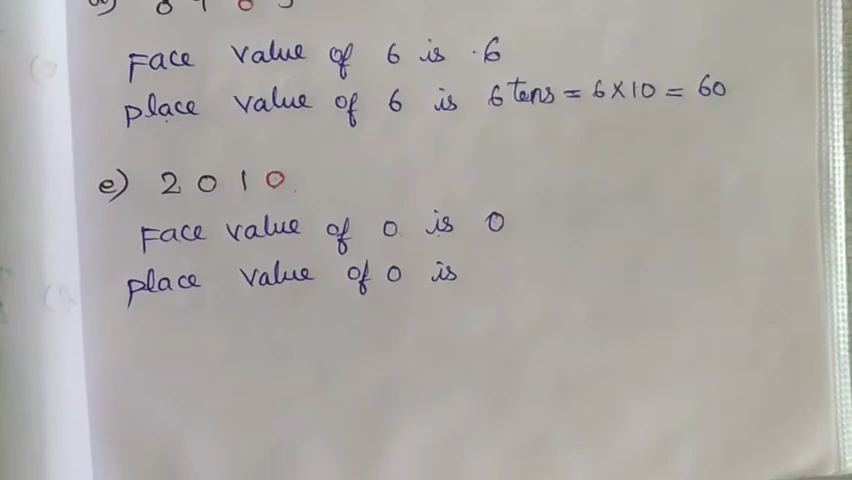 Face value of 6 is 6
place value of 6 is 6 tens = 6 X 10 = 60
e) 2 0 1 0
Face value of 0 is 0
place value of 0 is